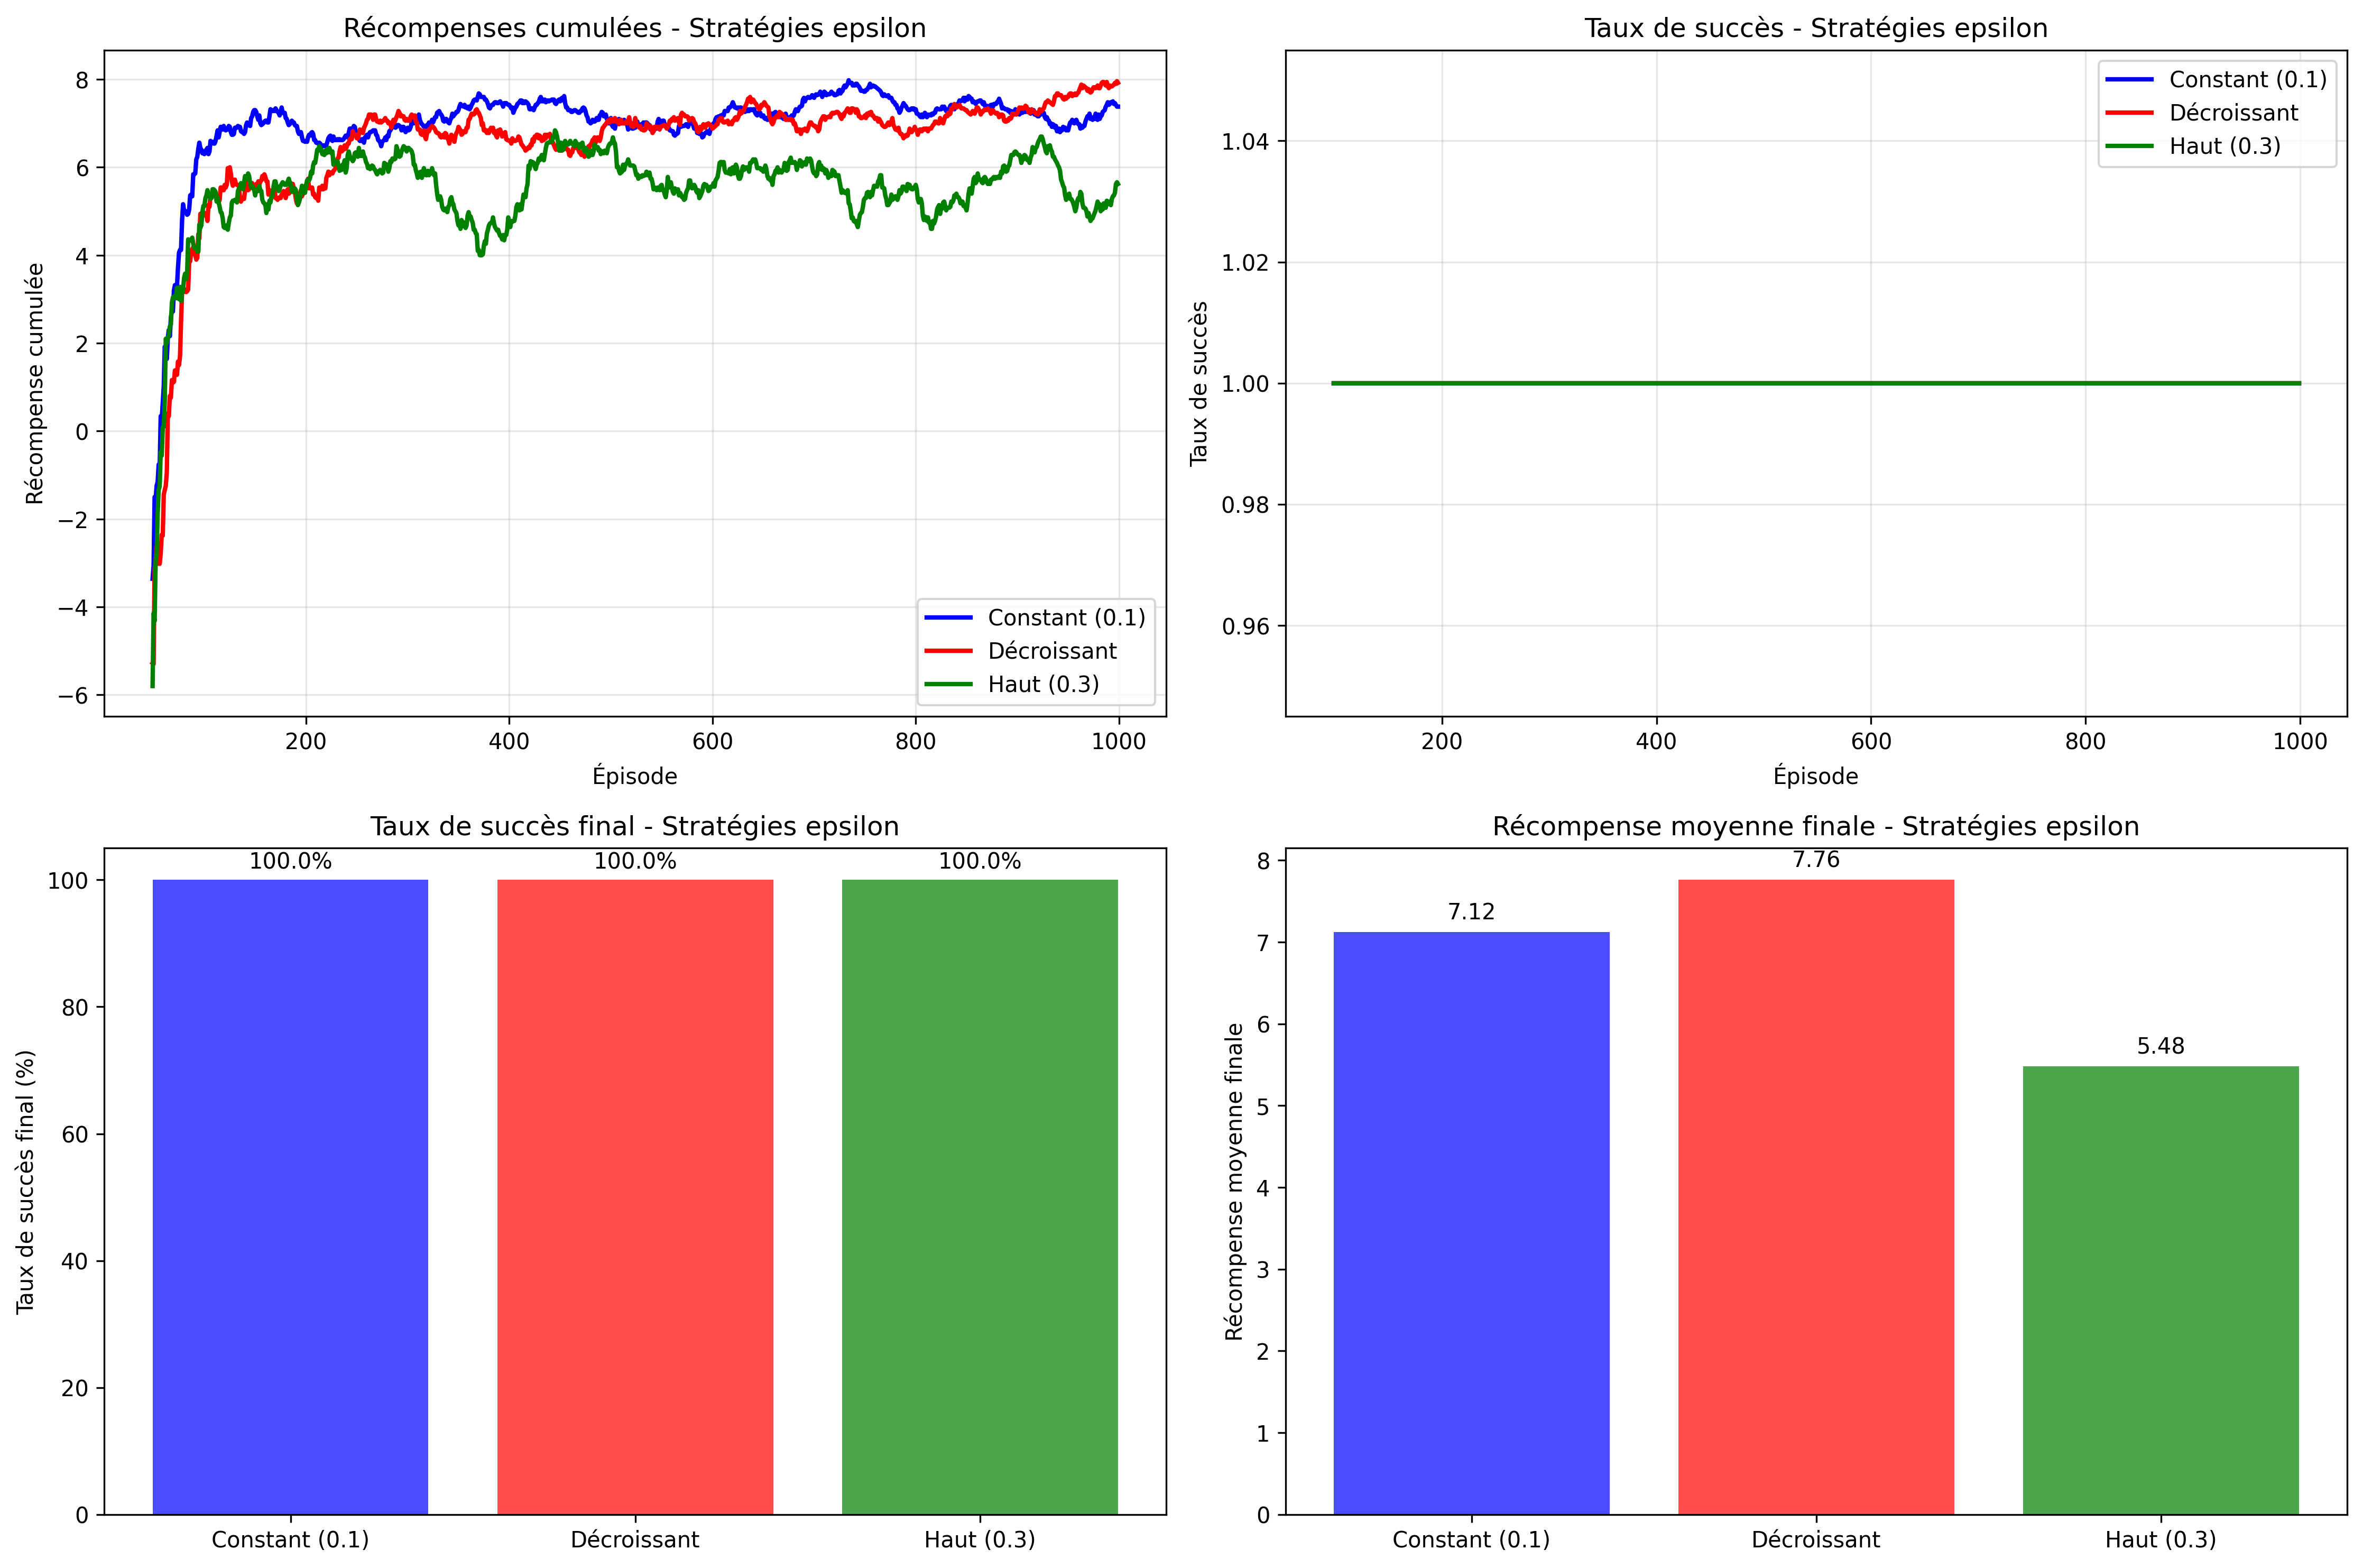 Récompenses cumulées - Stratégies epsilon
Récompense cumulée
8
6
4
2
0
−2
−4
−6
200
400
600
800
1000
Épisode
Constant (0.1)
Décroissant
Haut (0.3)
Taux de succès - Stratégies epsilon
Taux de succès
1.04
1.02
1.00
0.98
0.96
200
400
600
800
1000
Épisode
Constant (0.1)
Décroissant
Haut (0.3)
Taux de succès final - Stratégies epsilon
Taux de succès final (%)
100
80
60
40
20
0
100.0%
100.0%
100.0%
Constant (0.1)
Décroissant
Haut (0.3)
Récompense moyenne finale - Stratégies epsilon
Récompense moyenne finale
8
7
6
5
4
3
2
1
0
7.12
7.76
5.48
Constant (0.1)
Décroissant
Haut (0.3)